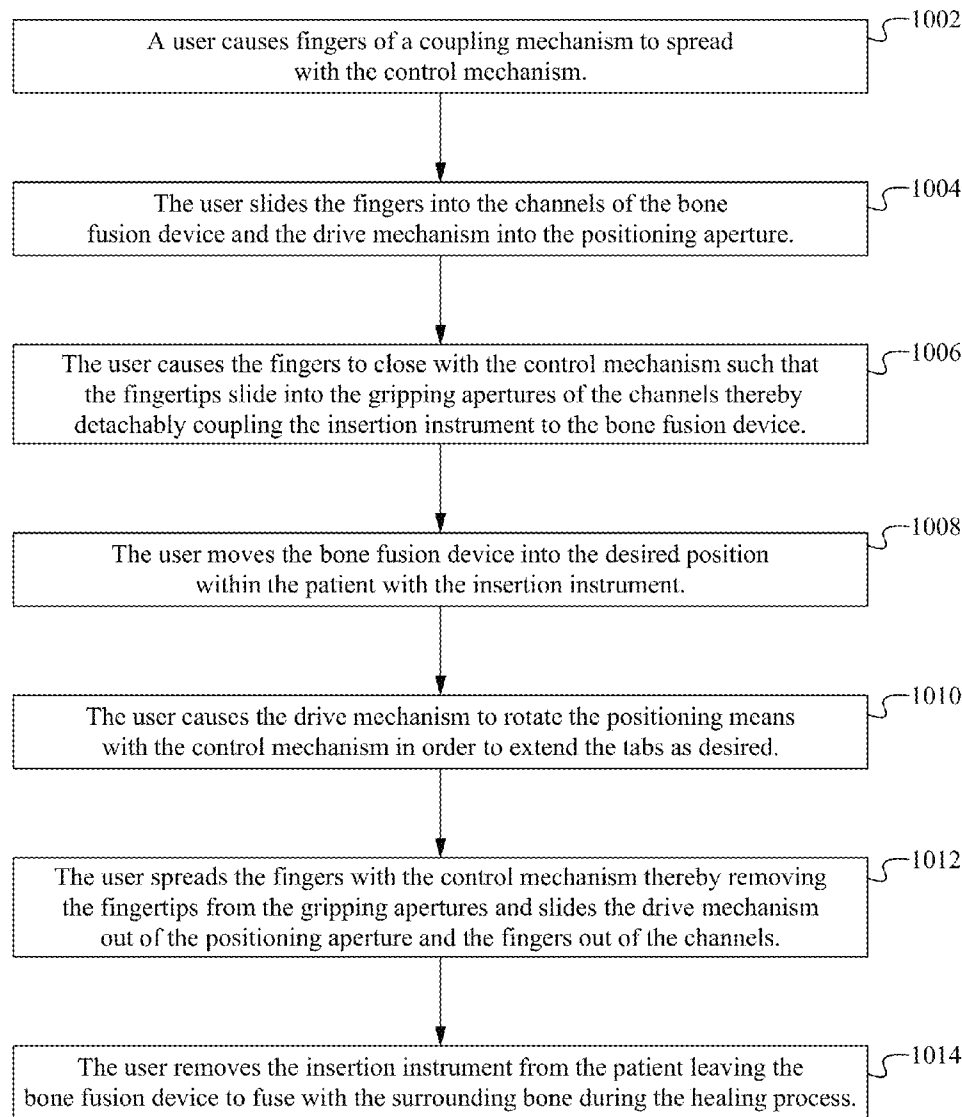 1002
A user causes fingers of a coupling mechanism to spread
with the control mechanism.
1004
The user slides the fingers into the channels of the bone
fusion device and the drive mechanism into the positioning aperture.
1006
The user causes the fingers to close with the control mechanism such that
the fingertips slide into the gripping apertures of the channels thereby
detachably coupling the insertion instrument to the bone fusion device.
1008
The user moves the bone fusion device into the desired position
within the patient with the insertion instrument.
1010
The user causes the drive mechanism to rotate the positioning means
with the control mechanism in order to extend the tabs as desired.
1012
The user spreads the fingers with the control mechanism thereby removing
the fingertips from the gripping apertures and slides the drive mechanism
out of the positioning aperture and the fingers out of the channels.
1014
The user removes the insertion instrument from the patient leaving the
bone fusion device to fuse with the surrounding bone during the healing process.